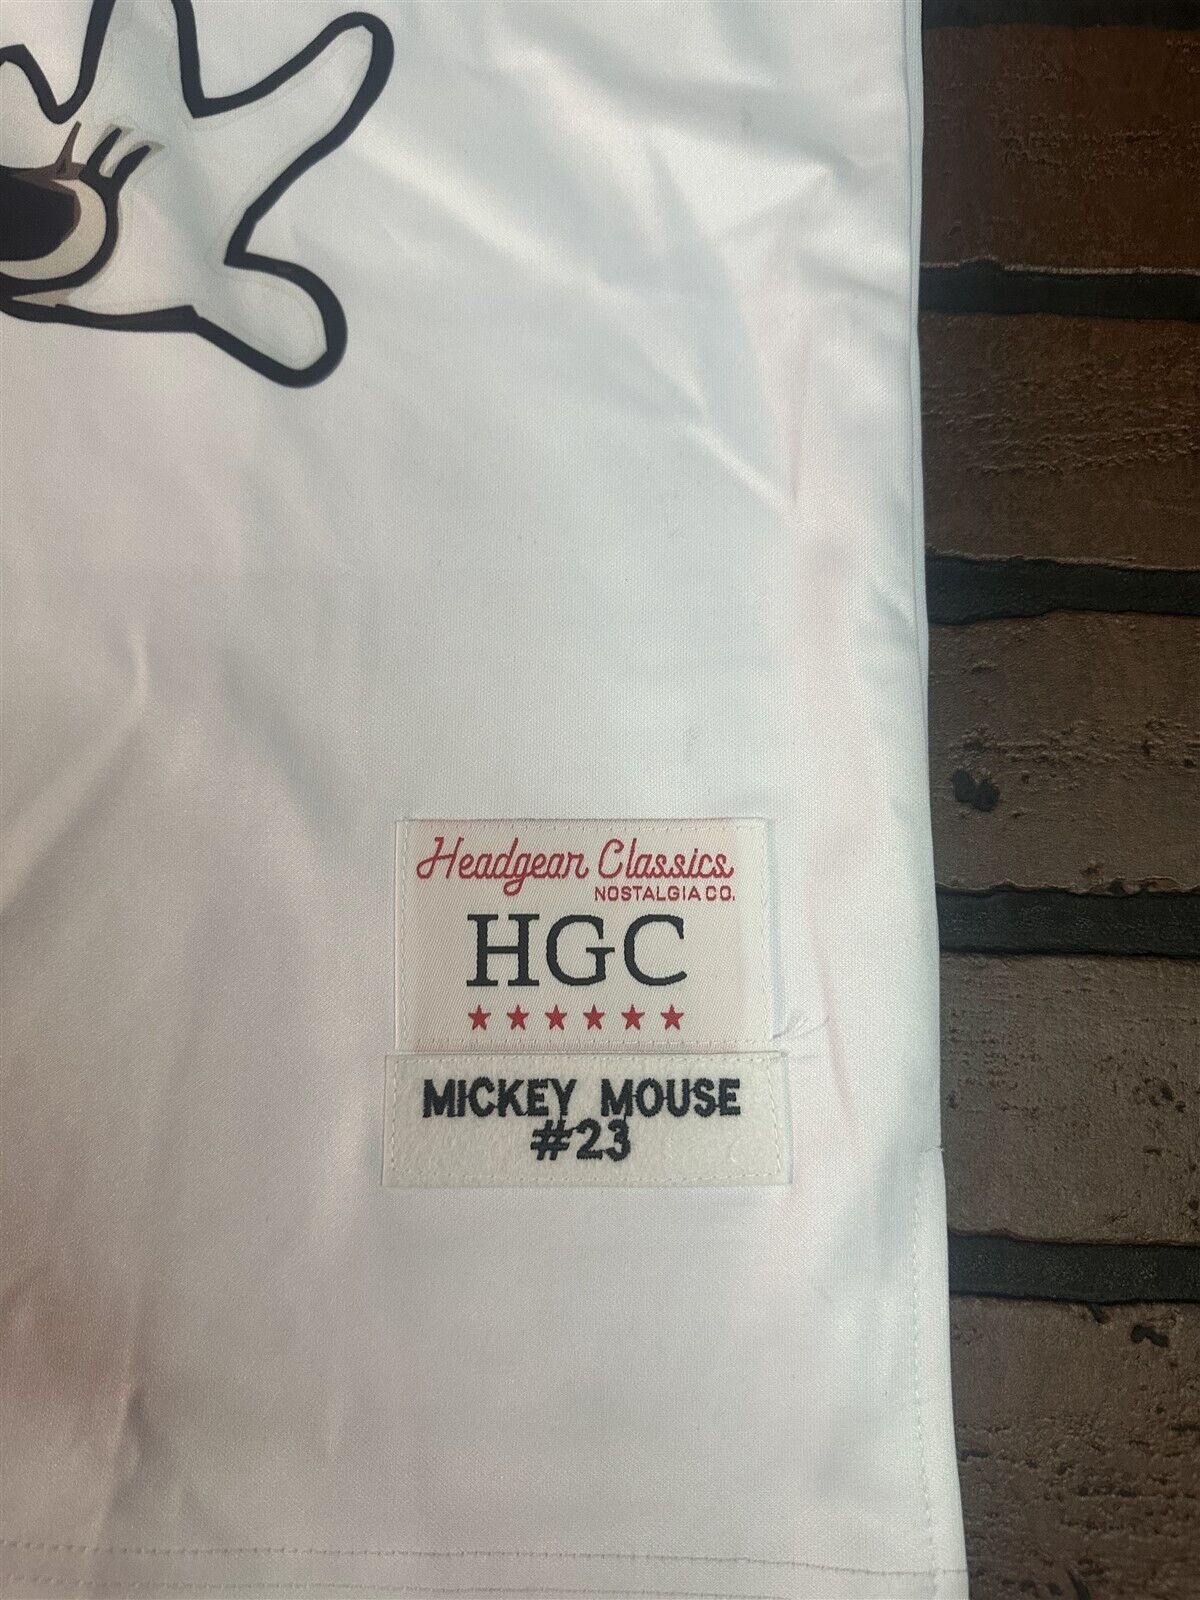 Headgear Classics
NOSTALGIA CO.
HGC
MICKEY MOUSE
#23